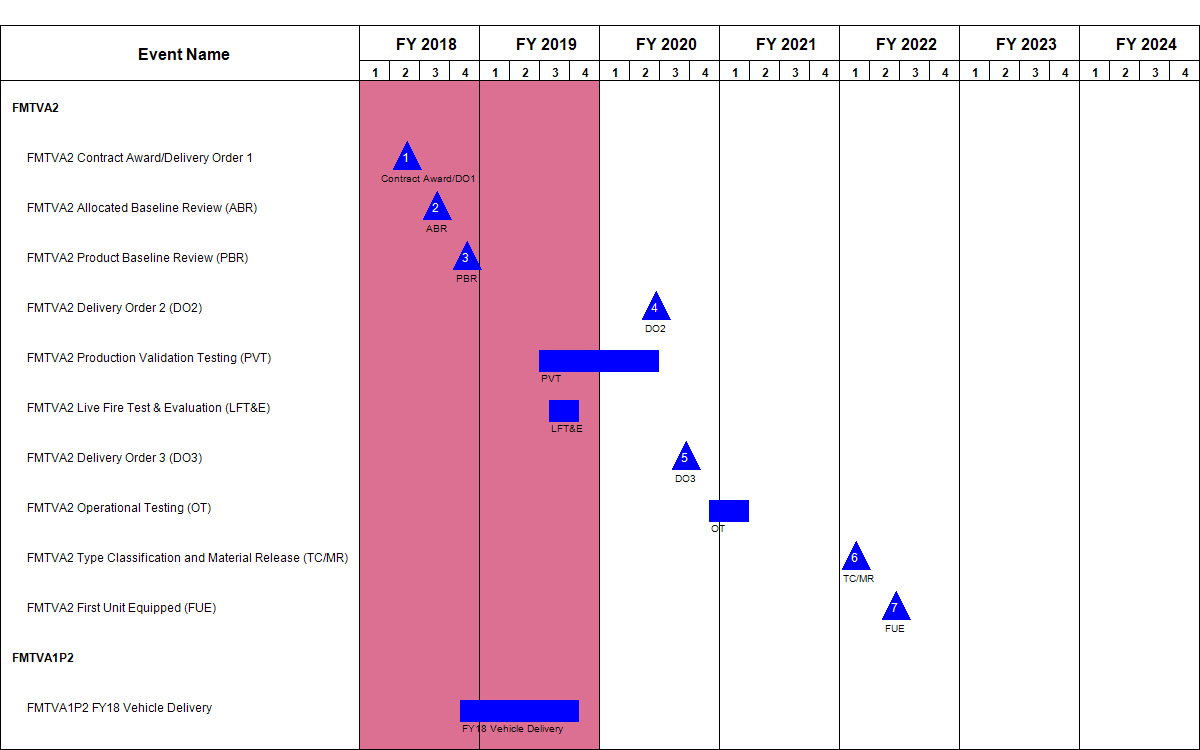 Event Name FY 2018 FY 2019 FY 2020 FY 2021 FY 2022 FY 2023 FY 2024
1 2 3 4 1 2 3 4 1 2 3 4 1 2 3 4 1 2 3 4 1 2 3 4 1 2 3 4
FMTVA2
FMTVA2 Contract Award/Delivery Order 1 1
Contract Award/DO1
FMTVA2 Allocated Baseline Review (ABR) 2
ABR
FMTVA2 Product Baseline Review (PBR) 3
PBR
FMTVA2 Delivery Order 2 (DO2) 4
DO2
FMTVA2 Production Validation Testing (PVT)
PVT
FMTVA2 Live Fire Test & Evaluation (LFT&E)
LFT&E
FMTVA2 Delivery Order 3 (DO3) 5
DO3
FMTVA2 Operational Testing (OT)
OT
FMTVA2 Type Classification and Material Release (TC/MR) 6
TC/MR
FMTVA2 First Unit Equipped (FUE) 7
FUE
FMTVA1P2
FMTVA1P2 FY18 Vehicle Delivery
FY18 Vehicle Delivery